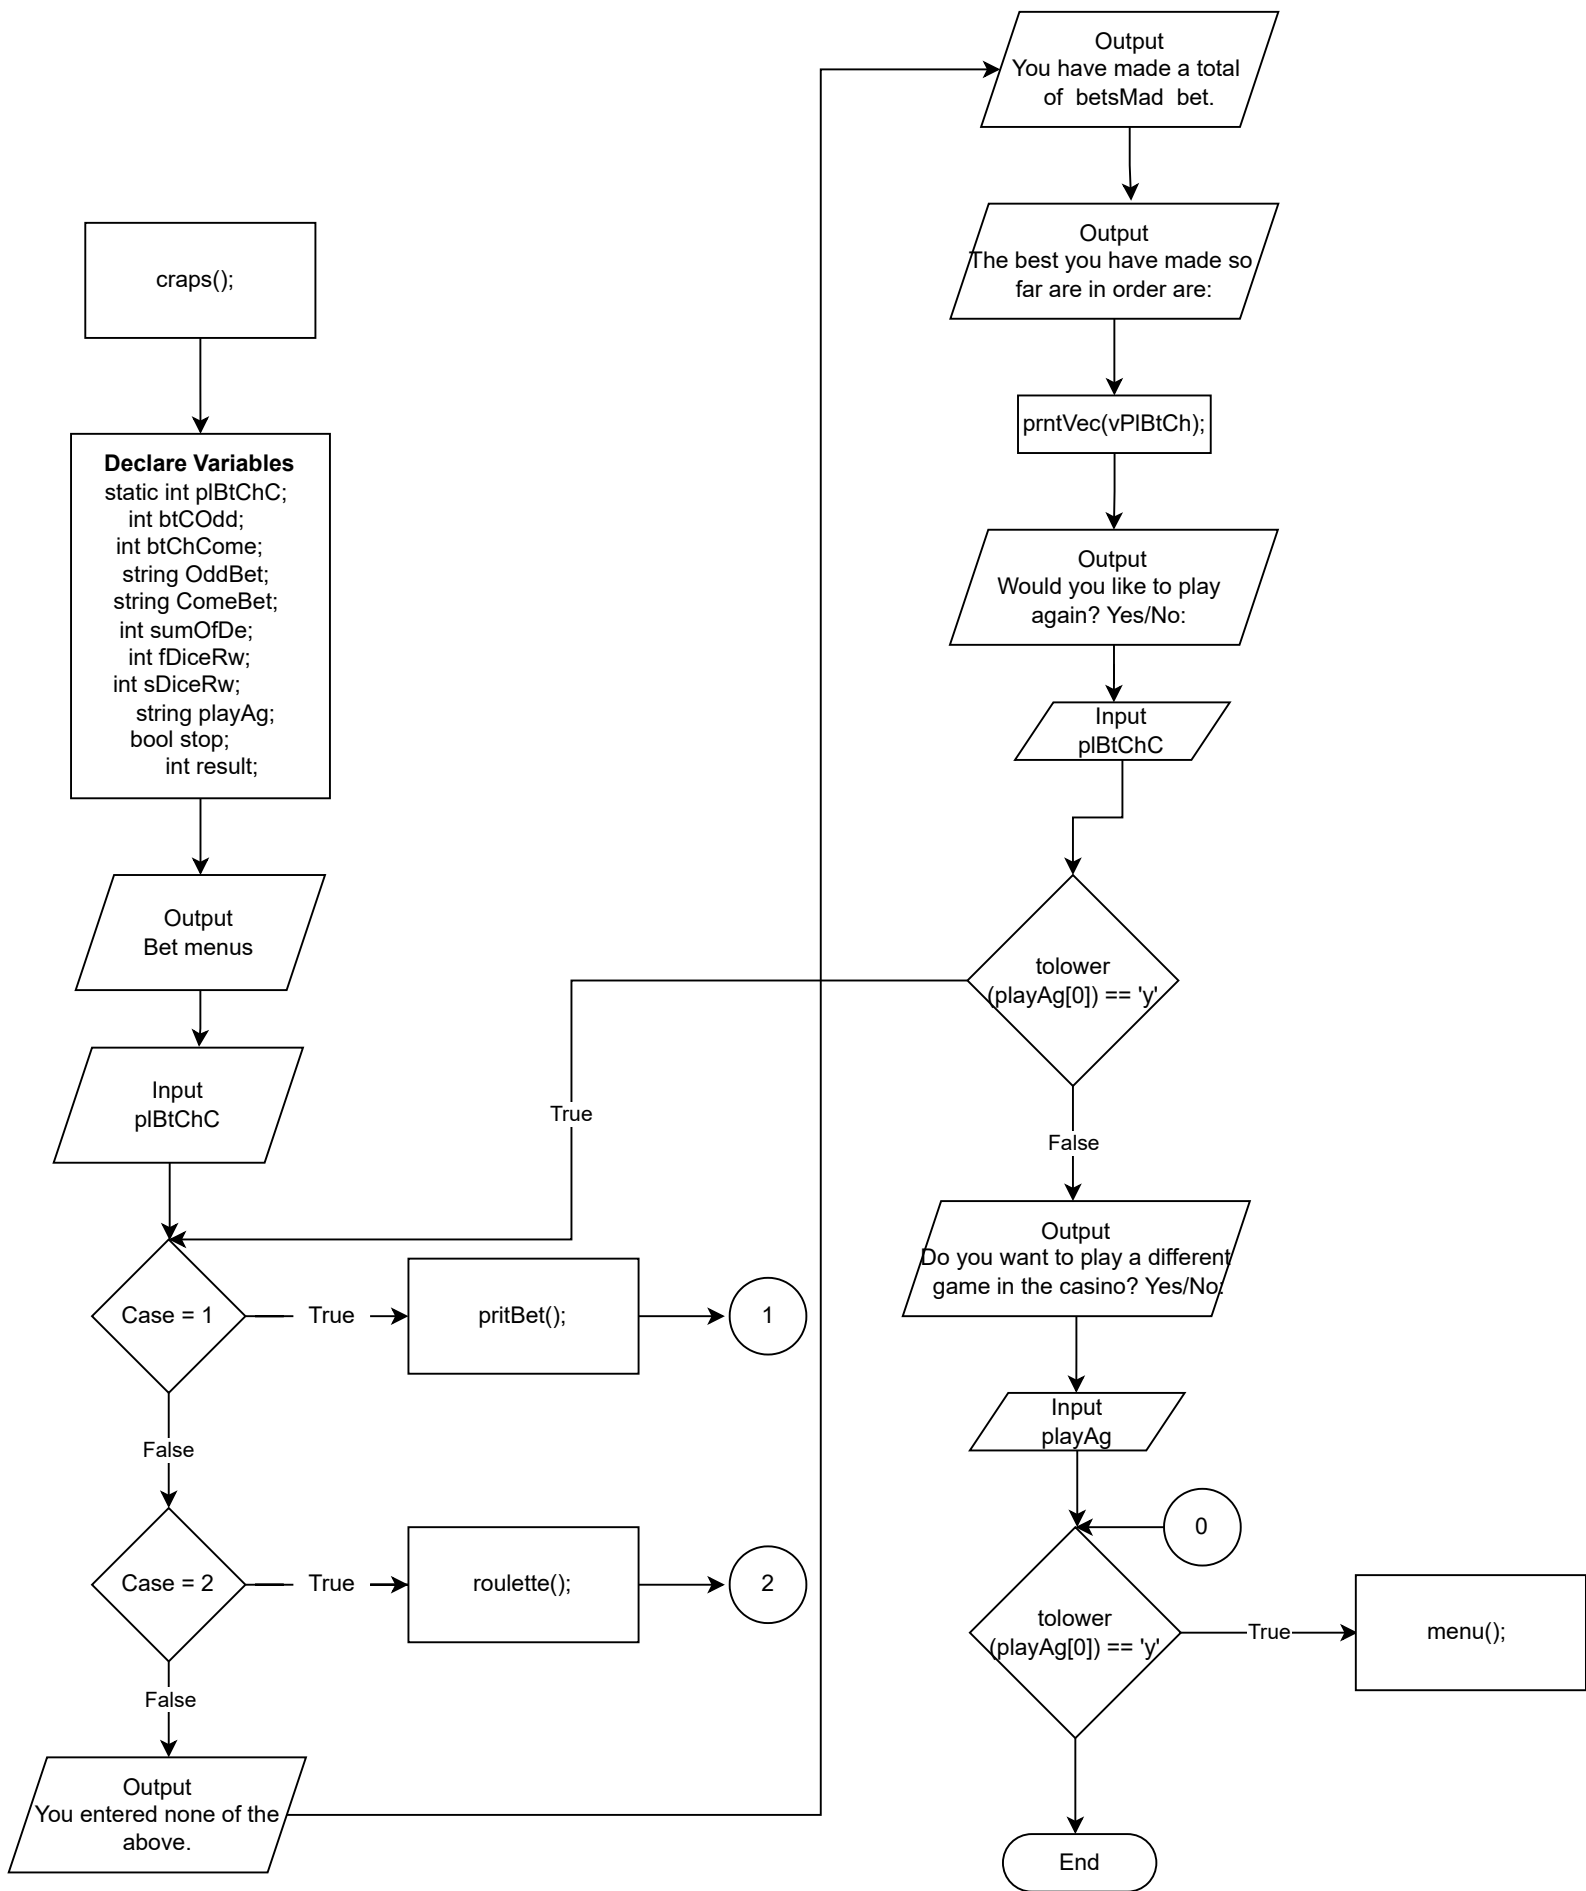 craps();
Declare Variables
static int plBtChC;
int btCOdd;
int btChCome;
string OddBet;
string ComeBet;
int sumOfDe;
int fDiceRw;
int sDiceRw;
string playAg;
bool stop;
int result;
Output
Bet menus
Input
plBtChC
Case = 1
True
pritBet();
1
False
Case = 2
True
roulette();
2
False
Output
You entered none of the
above.
Output
You have made a total
of betsMad bet.
Output
The best you have made so
far are in order are:
prntVec(vPlBtCh);
Output
Would you like to play
again? Yes/No:
Input
plBtChC
tolower
(playAg[0]) == 'y'
True
False
Output
Do you want to play a different
game in the casino? Yes/No:
Input
playAg
0
tolower
(playAg[0]) == 'y'
True
menu();
End